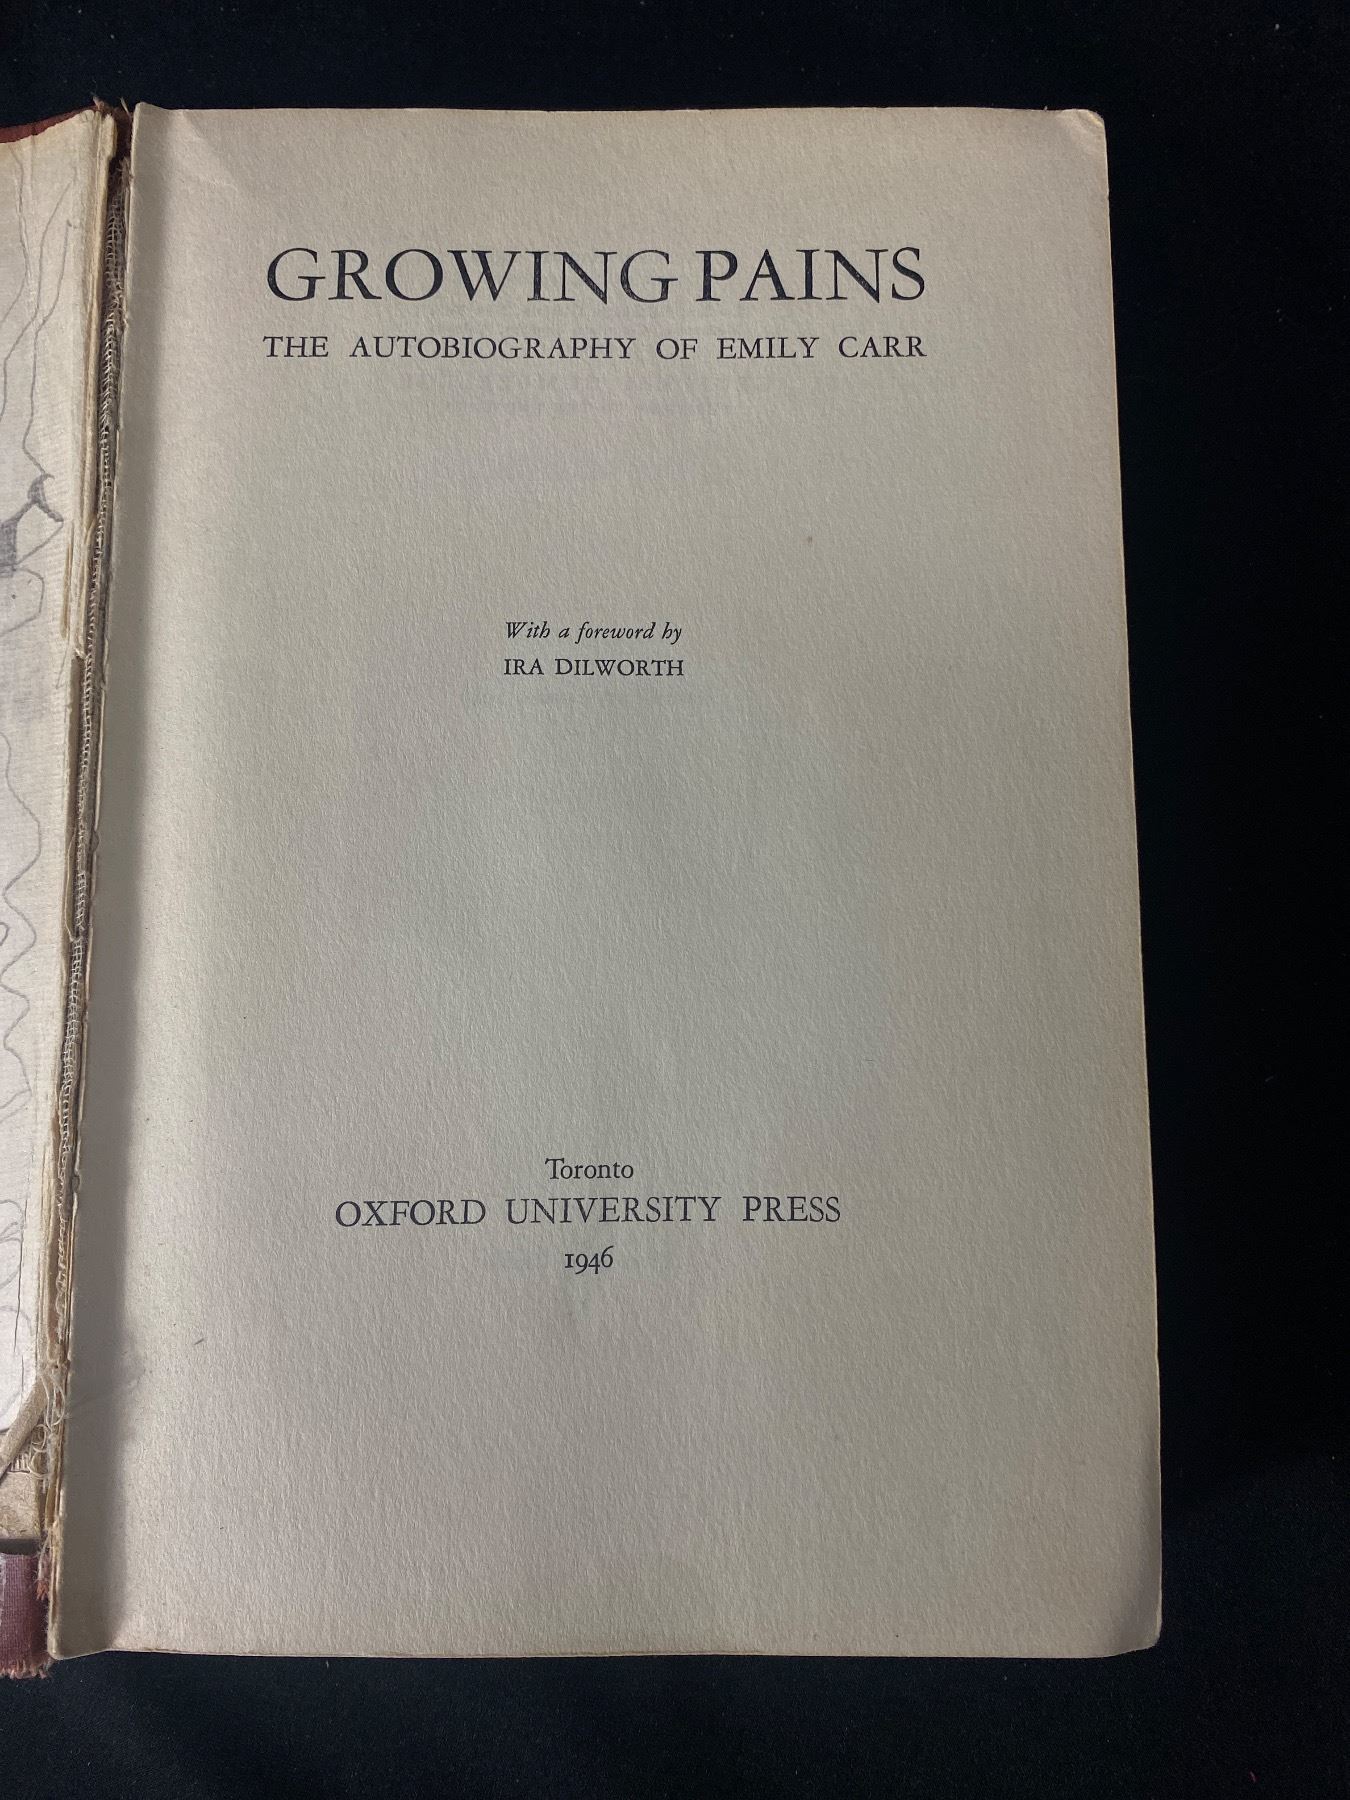 GROWING PAINS
THE AUTOBIOGRAPHY OF EMILY CARR
With a foreword by
IRA DILWORTH
Toronto
OXFORD UNIVERSITY PRESS
1946